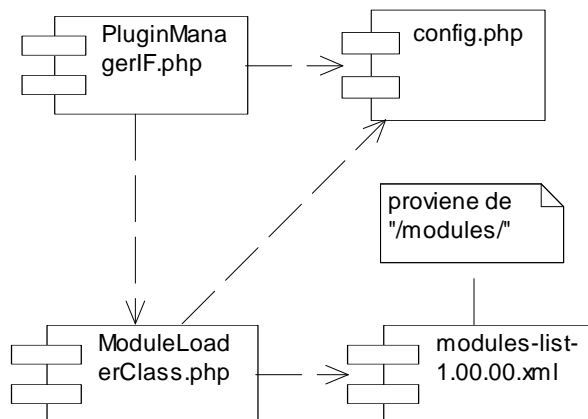 PluginMana
gerIF.php
config.php
proviene de
"/modules/"
ModuleLoad
erClass.php
modules-list-
1.00.00.xml